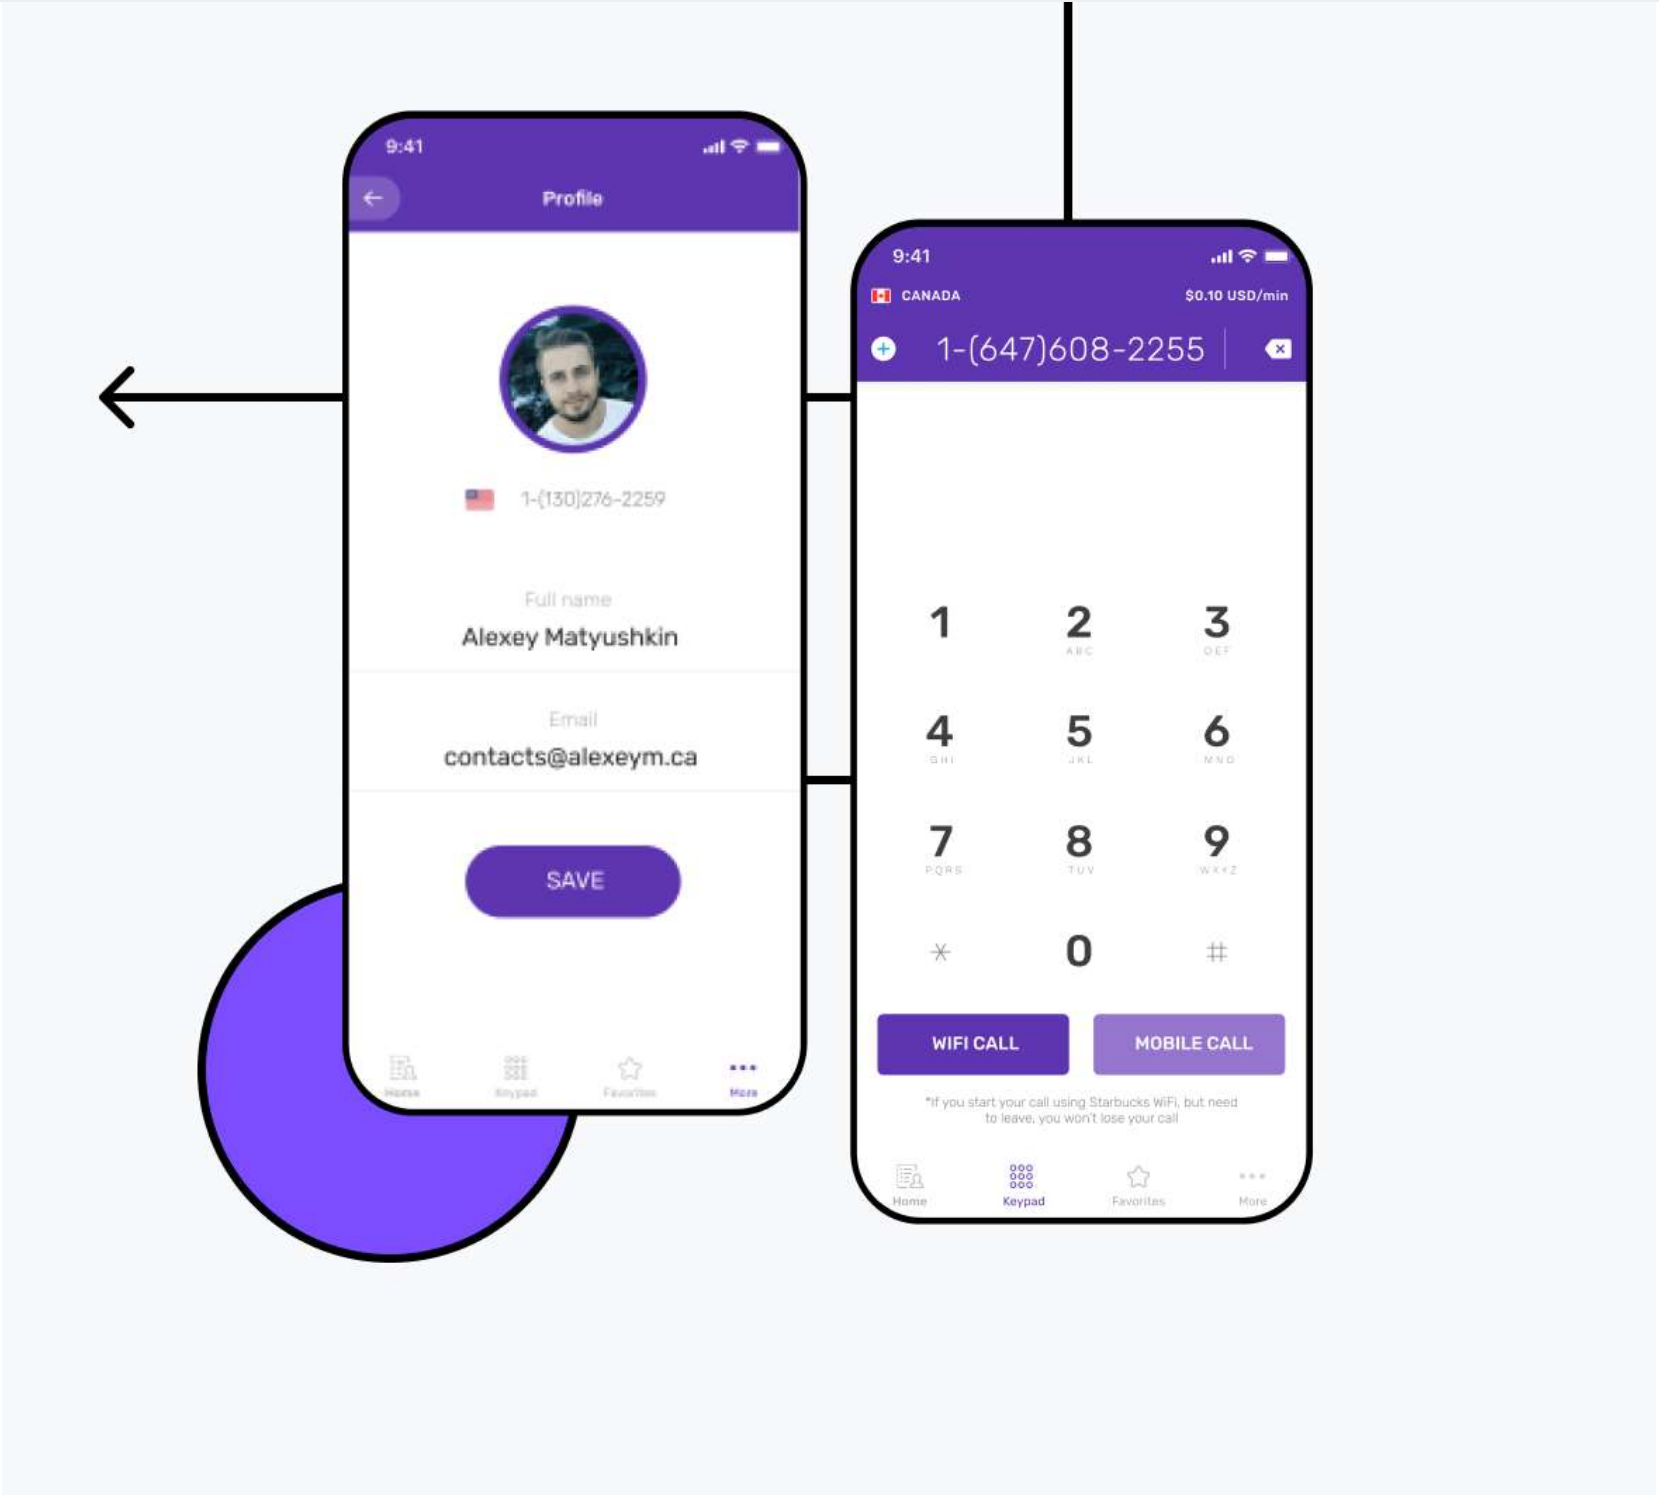 9:41
Profile
1-(130)276-2259
Full name
Alexey Matyushkin
Email
contacts@alexeym.ca
SAVE
Home
Keypad
Favorites
More
9:41
CANADA
$0.10 USD/min
1-(647)608-2255
1
2
3
ABC
DEF
4
5
6
GHI
JKL
MNO
7
8
9
PQRS
TUV
WXYZ
*
0
#
WIFI CALL
MOBILE CALL
*If you start your call using Starbucks WiFi, but need
to leave, you won't lose your call
Home
Keypad
Favorites
More